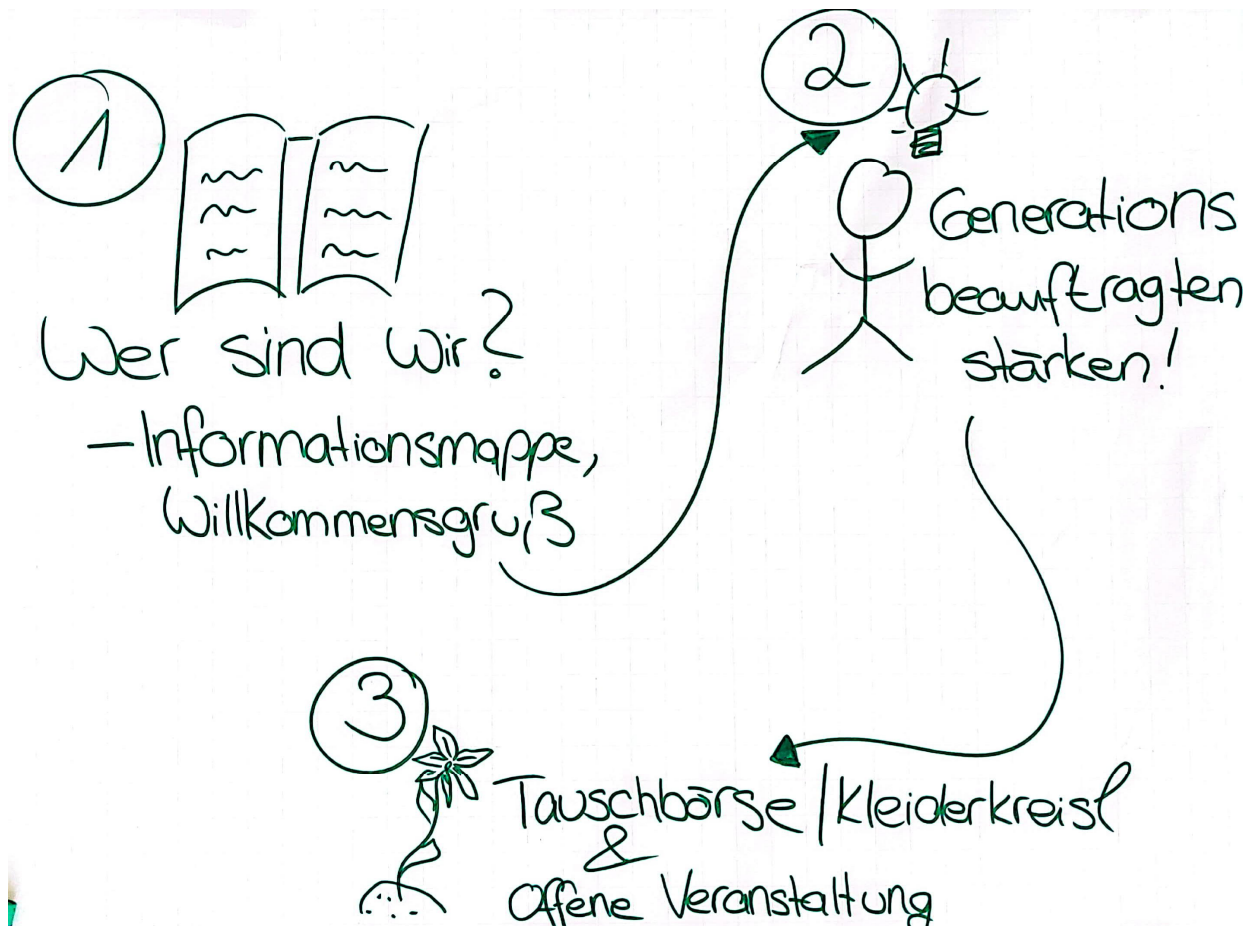 1
Wer sind Wir?
- Informationsmappe,
Willkommensgruß
2
Generations
beauftragten
stärken!
3
Tauschbörse/Kleiderkreisl
&
Offene Veranstaltung